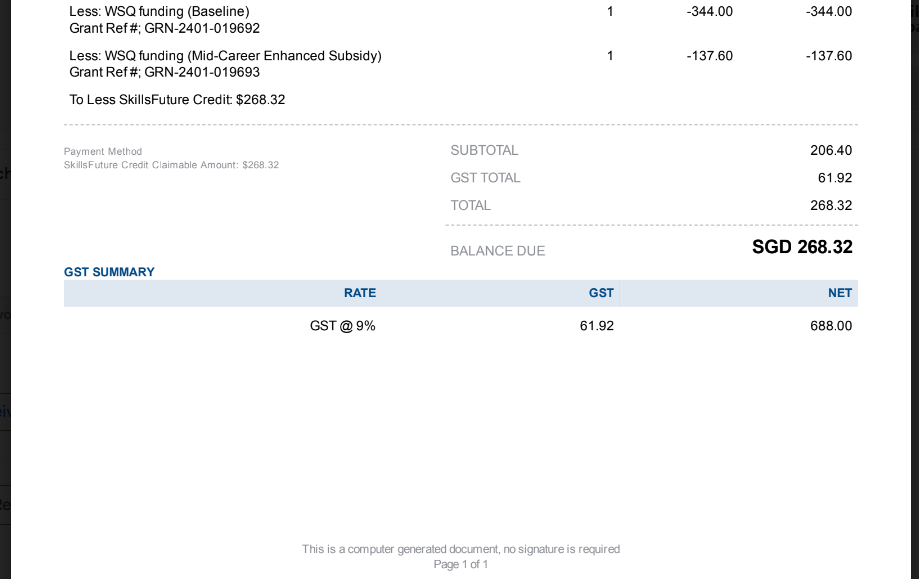 Less: WSQ funding (Baseline) 1 -344.00 -344.00
Grant Ref #; GRN-2401-019692
Less: WSQ funding (Mid-Career Enhanced Subsidy) 1 -137.60 -137.60
Grant Ref #; GRN-2401-019693
To Less SkillsFuture Credit: $268.32
Payment Method
SkillsFuture Credit Claimable Amount: $268.32
SUBTOTAL 206.40
GST TOTAL 61.92
TOTAL 268.32
BALANCE DUE SGD 268.32
GST SUMMARY
RATE GST NET
GST @ 9% 61.92 688.00
This is a computer generated document, no signature is required
Page 1 of 1